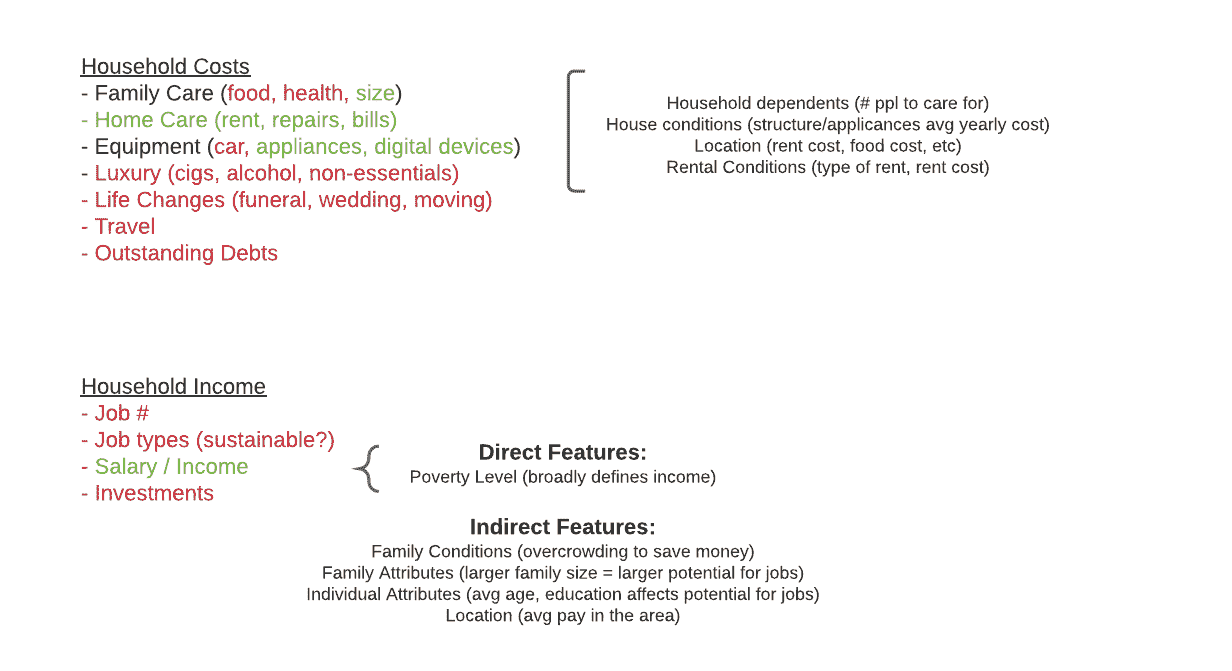 Household Costs
- Family Care (food, health, size)
- Home Care (rent, repairs, bills)
- Equipment (car, appliances, digital devices)
- Luxury (cigs, alcohol, non-essentials)
- Life Changes (funeral, wedding, moving)
- Travel
- Outstanding Debts
Household dependents (# ppl to care for)
House conditions (structure/applicances avg yearly cost)
Location (rent cost, food cost, etc)
Rental Conditions (type of rent, rent cost)
Household Income
- Job #
- Job types (sustainable?)
- Salary / Income
- Investments
Direct Features:
Poverty Level (broadly defines income)
Indirect Features:
Family Conditions (overcrowding to save money)
Family Attributes (larger family size = larger potential for jobs)
Individual Attributes (avg age, education affects potential for jobs)
Location (avg pay in the area)